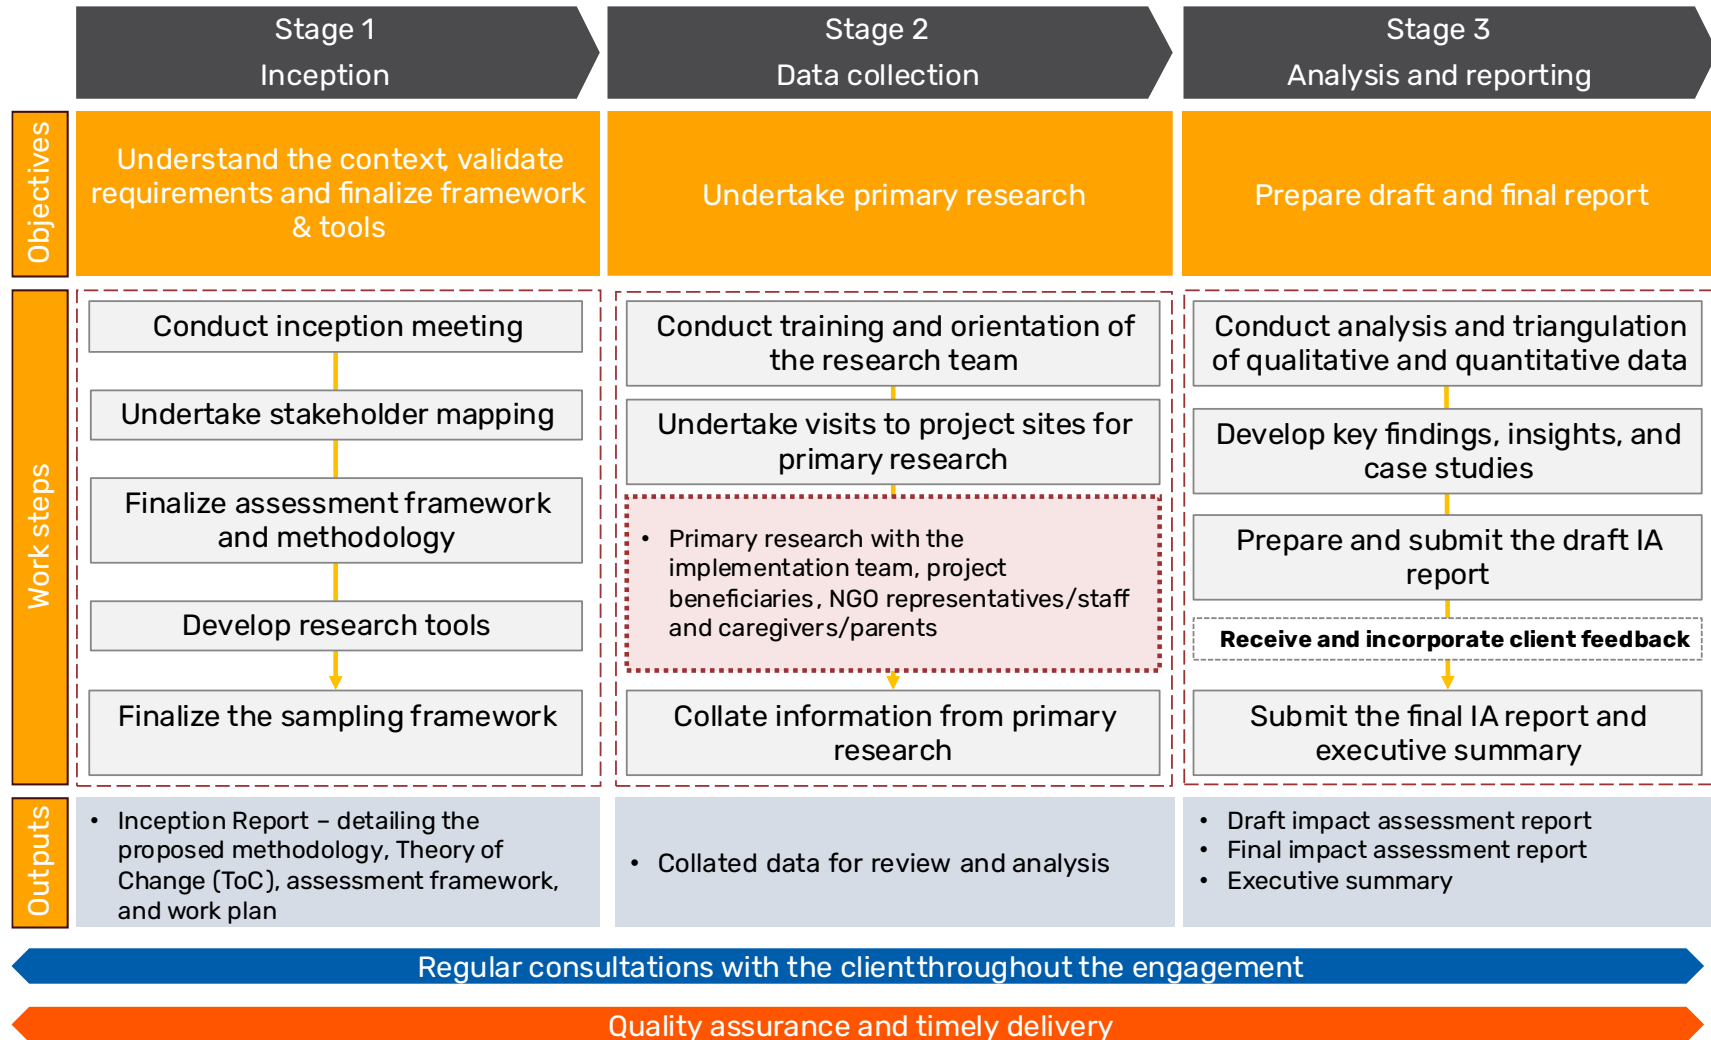 Stage 1
Inception
Stage 2
Data collection
Stage 3
Analysis and reporting
Objectives
Understand the context, validate
requirements and finalize framework
& tools
Undertake primary research
Prepare draft and final report
Work steps
Conduct inception meeting
Undertake stakeholder mapping
Finalize assessment framework
and methodology
Develop research tools
Finalize the sampling framework
Conduct training and orientation of
the research team
Undertake visits to project sites for
primary research
• Primary research with the
implementation team, project
beneficiaries, NGO representatives/staff
and caregivers/parents
Collate information from primary
research
Conduct analysis and triangulation
of qualitative and quantitative data
Develop key findings, insights, and
case studies
Prepare and submit the draft IA
report
Receive and incorporate client feedback
Submit the final IA report and
executive summary
Outputs
• Inception Report – detailing the
proposed methodology, Theory of
Change (ToC), assessment framework,
and work plan
• Collated data for review and analysis
• Draft impact assessment report
• Final impact assessment report
• Executive summary
Regular consultations with the clientthroughout the engagement
Quality assurance and timely delivery